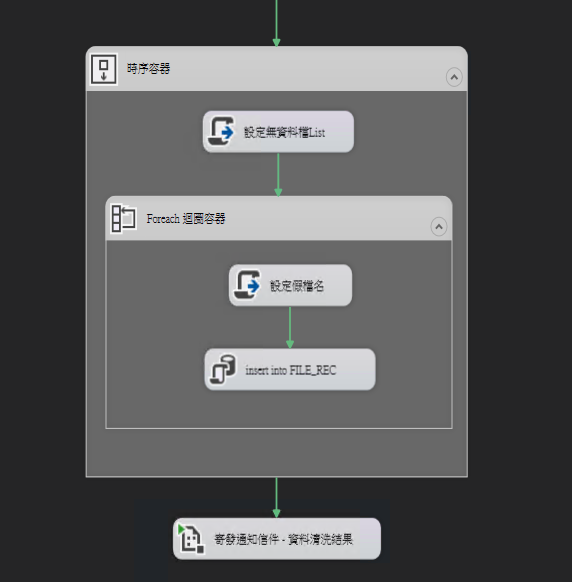 時序容器
設定無資料檔List
Foreach 迴圈容器
設定假檔名
insert into FILE_REC
寄發通知信件 - 資料清洗結果